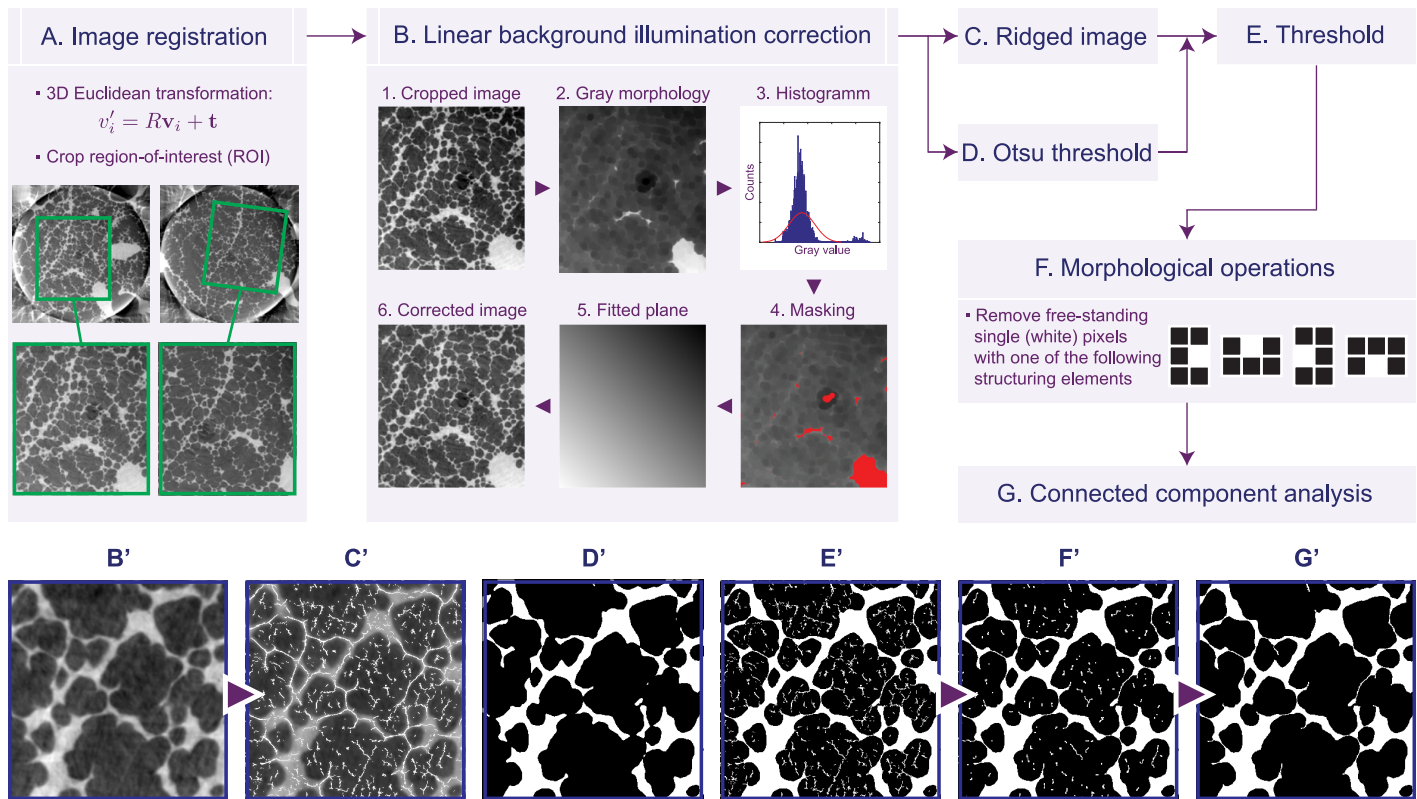 A. Image registration
▪ 3D Euclidean transformation:
v′ᵢ = Rvᵢ + t
▪ Crop region-of-interest (ROI)
B. Linear background illumination correction
1. Cropped image
2. Gray morphology
3. Histogramm
Counts
Gray value
6. Corrected image
5. Fitted plane
4. Masking
C. Ridged image
D. Otsu threshold
E. Threshold
F. Morphological operations
▪ Remove free-standing
single (white) pixels
with one of the following
structuring elements
G. Connected component analysis
B’
C’
D’
E’
F’
G’